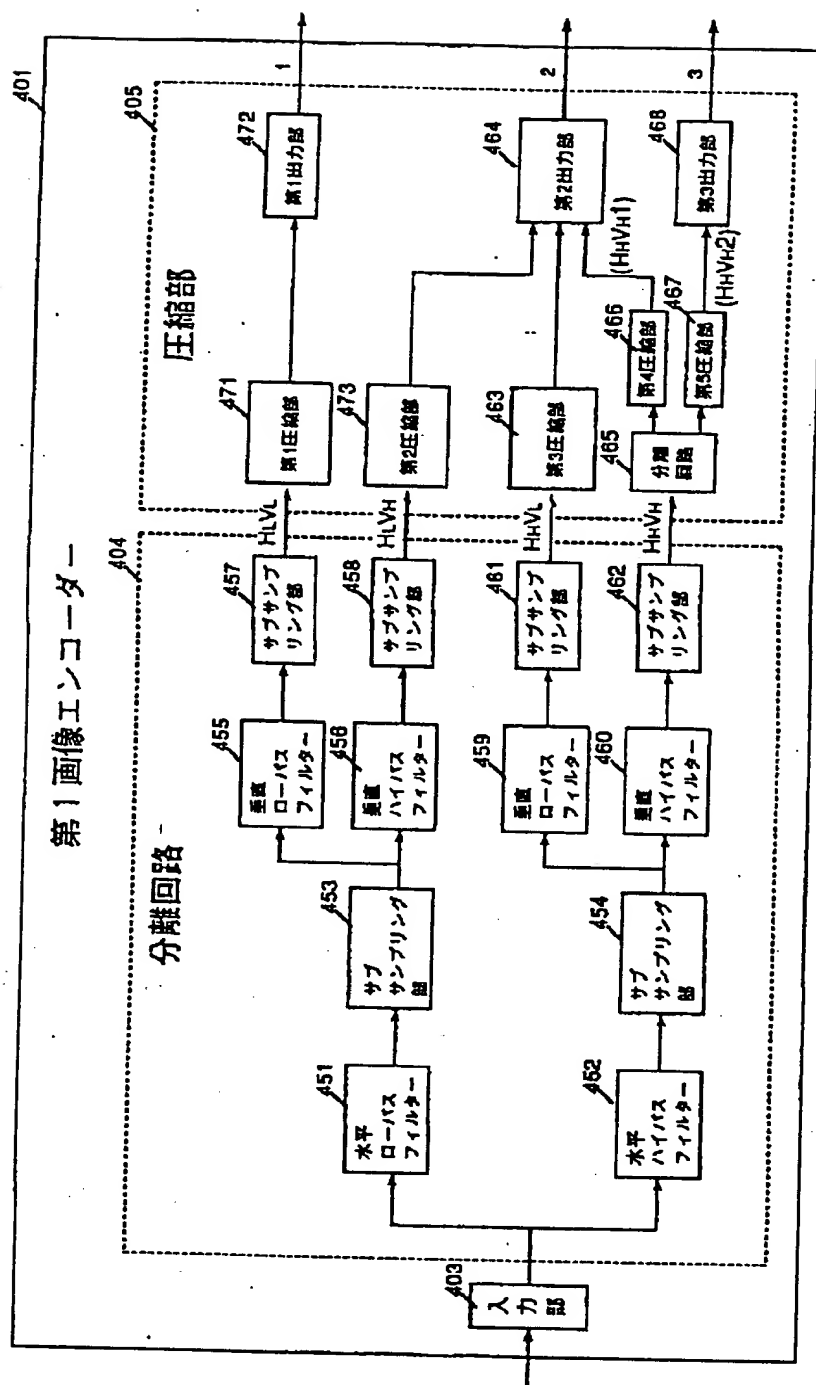 401
第1画像エンコーダー
404
分離回路
405
圧縮部
403
入力部
451
水平
ローパス
フィルター
452
水平
ハイパス
フィルター
453
サブ
サンプリング
部
454
サブ
サンプリング
部
455
垂直
ローパス
フィルター
456
垂直
ハイパス
フィルター
459
垂直
ローパス
フィルター
460
垂直
ハイパス
フィルター
457
サブサンプ
リング部
458
サブサンプ
リング部
461
サブサンプ
リング部
462
サブサンプ
リング部
HLVL
HLVH
HHVL
HHVH
471
第1圧縮部
473
第2圧縮部
463
第3圧縮部
465
分離
回路
466
第4圧縮部
467
第5圧縮部
(HHVH1)
(HHVH2)
472
第1出力部
464
第2出力部
468
第3出力部
1
2
3